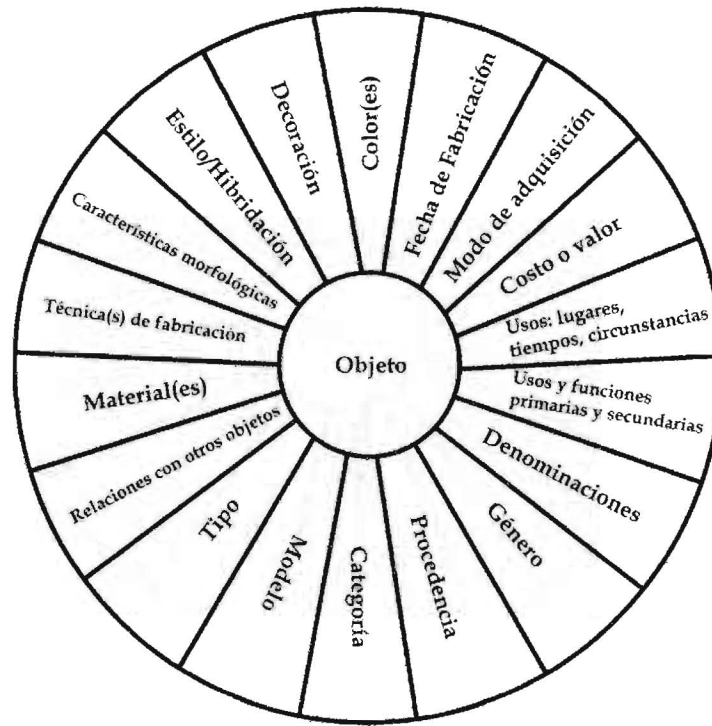 Objeto
Color(es)
Fecha de Fabricación
Modo de adquisición
Costo o valor
Usos: lugares,
tiempos, circunstancias
Usos y funciones
primarias y secundarias
Denominaciones
Género
Procedencia
Categoría
Modelo
Tipo
Relaciones con otros objetos
Material(es)
Técnica(s) de fabricación
Características morfológicas
Estilo/Hibridación
Decoración